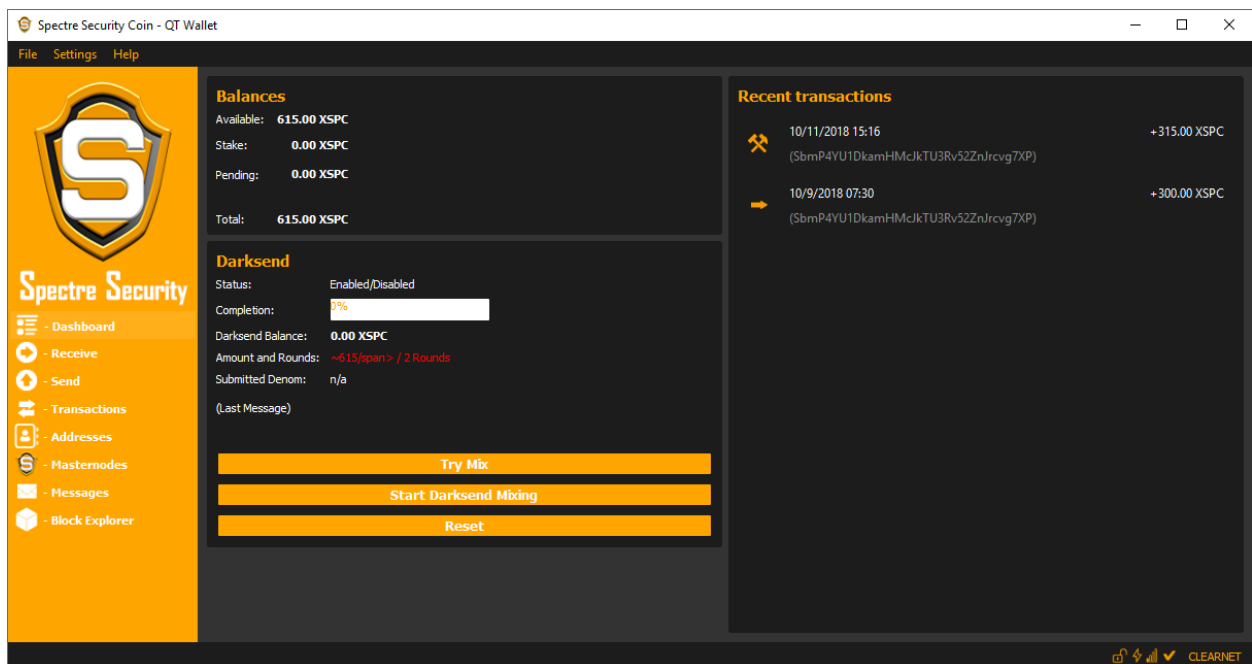 Spectre Security Coin - QT Wallet
File Settings Help
S
Spectre Security
- Dashboard
- Receive
- Send
- Transactions
- Addresses
- Masternodes
- Messages
- Block Explorer
Balances
Available: 615.00 XSPC
Stake: 0.00 XSPC
Pending: 0.00 XSPC
Total: 615.00 XSPC
Darksend
Status: Enabled/Disabled
Completion: 0%
Darksend Balance: 0.00 XSPC
Amount and Rounds: ~615/span> / 2 Rounds
Submitted Denom: n/a
(Last Message)
Try Mix
Start Darksend Mixing
Reset
Recent transactions
10/11/2018 15:16 +315.00 XSPC
(SbmP4YU1DkamHMcJkTU3Rv52ZnJrcvg7XP)
10/9/2018 07:30 +300.00 XSPC
(SbmP4YU1DkamHMcJkTU3Rv52ZnJrcvg7XP)
CLEARNET